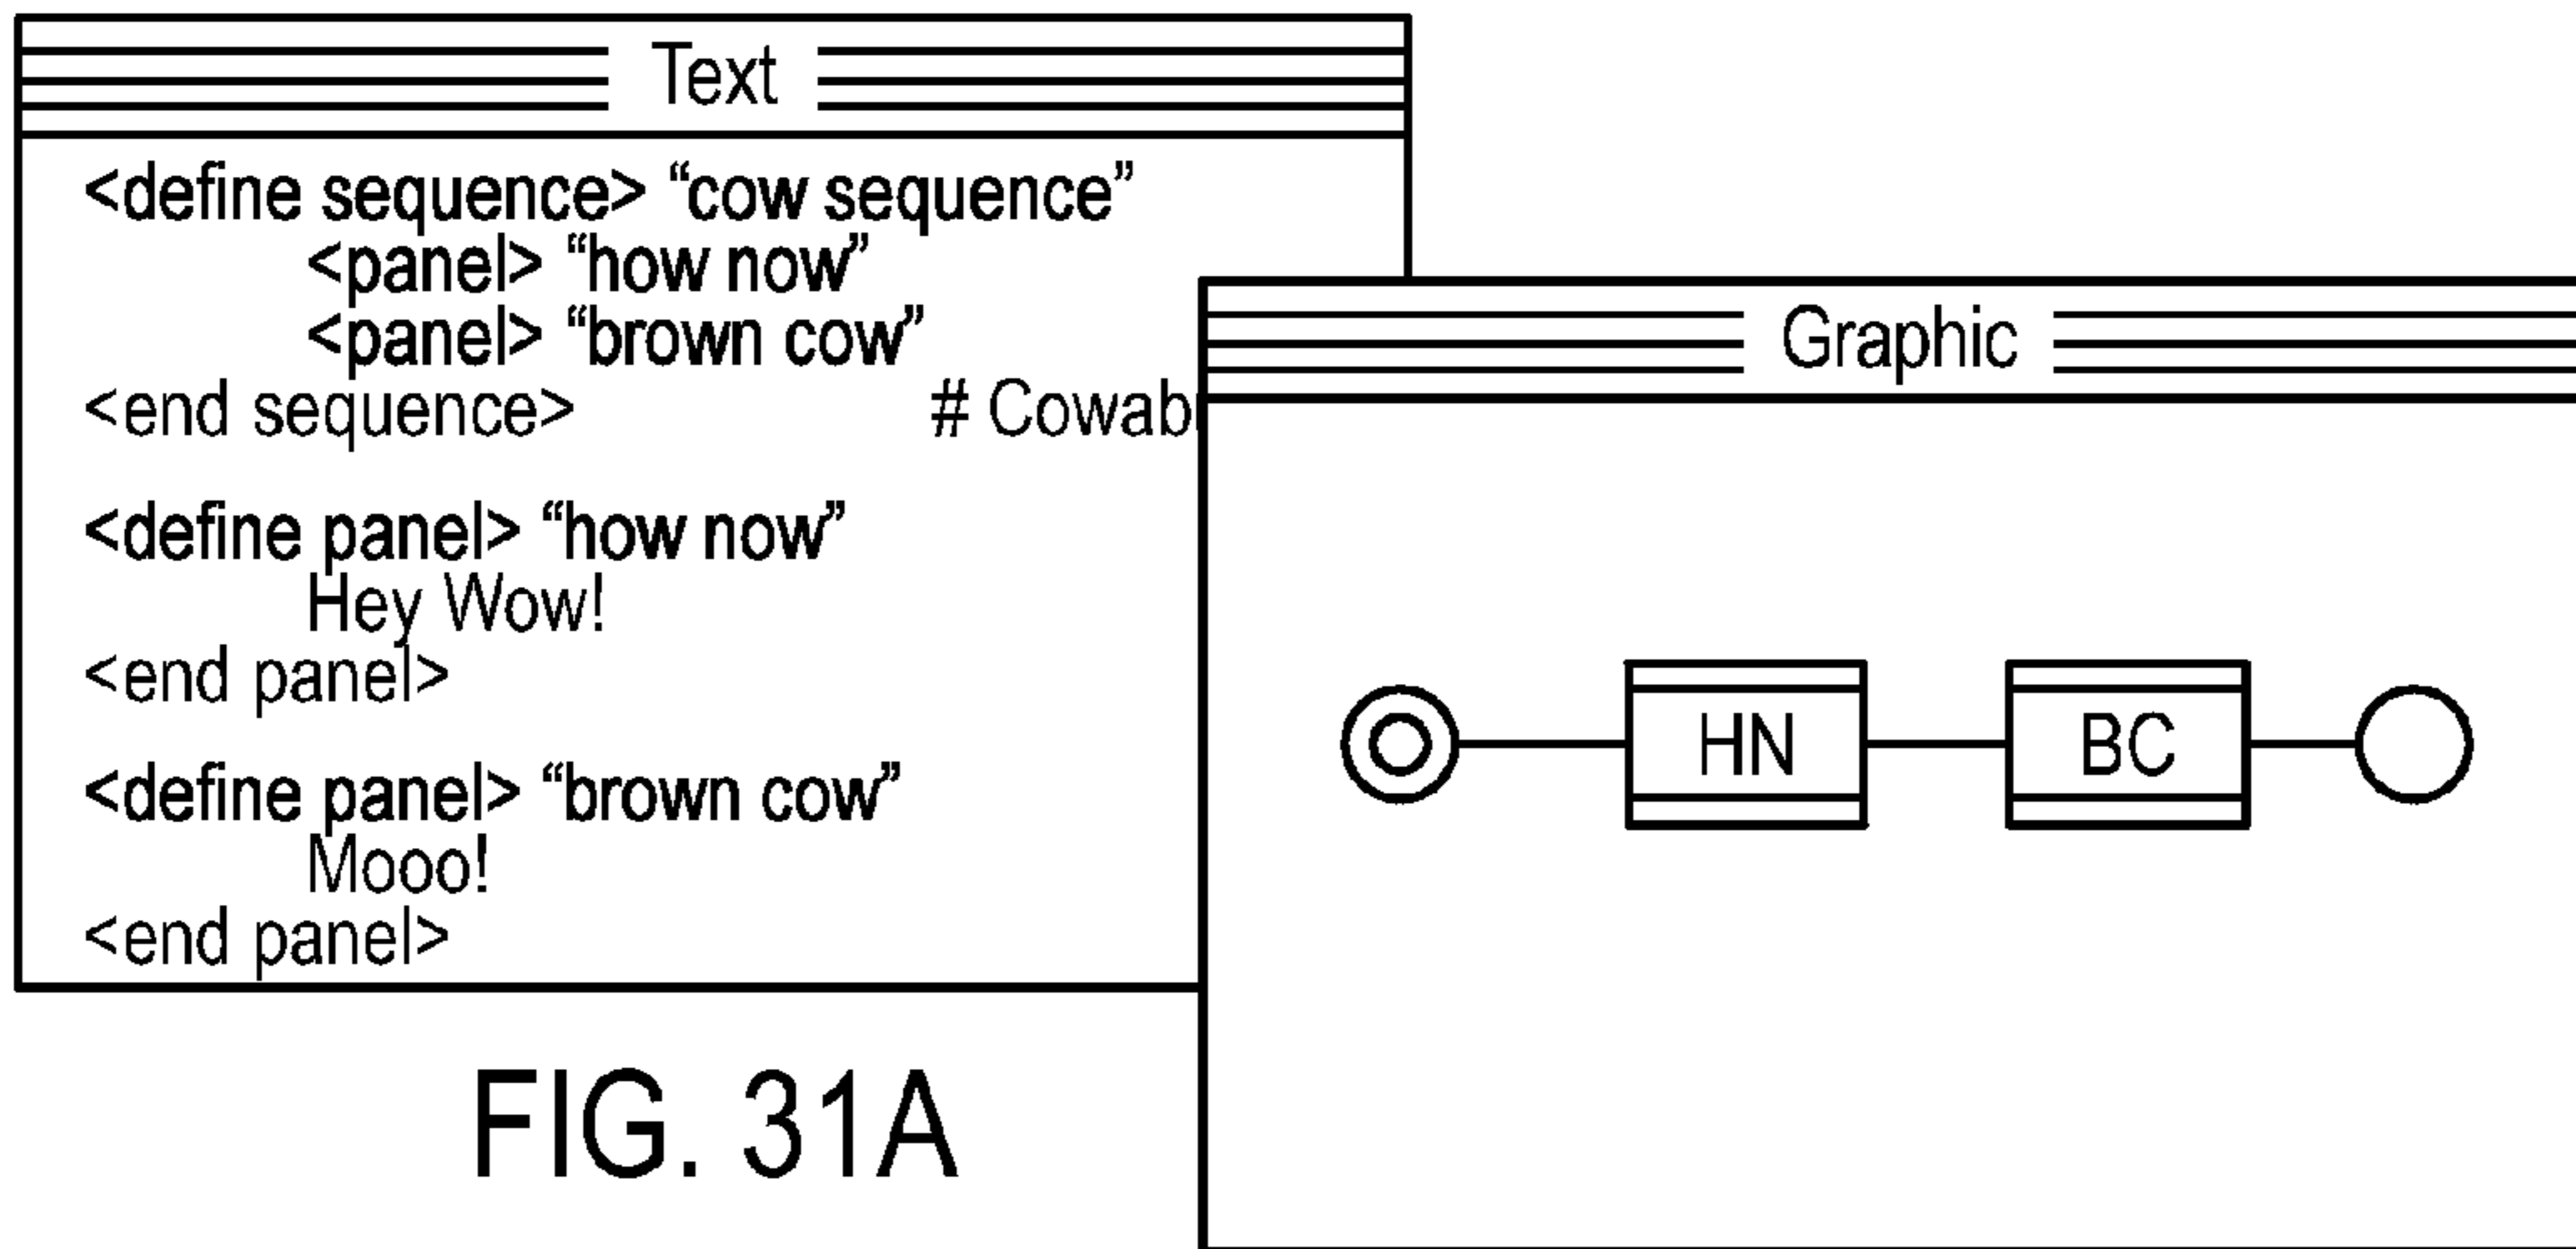 Text
<define sequence> “cow sequence”
<panel> “how now”
<panel> “brown cow”
<end sequence> #
<define panel> “how now”
Hey Wow!
<end panel>
<define panel> “brown cow”
Mooo!
<end panel>
Graphic
HN
BC
FIG. 31A